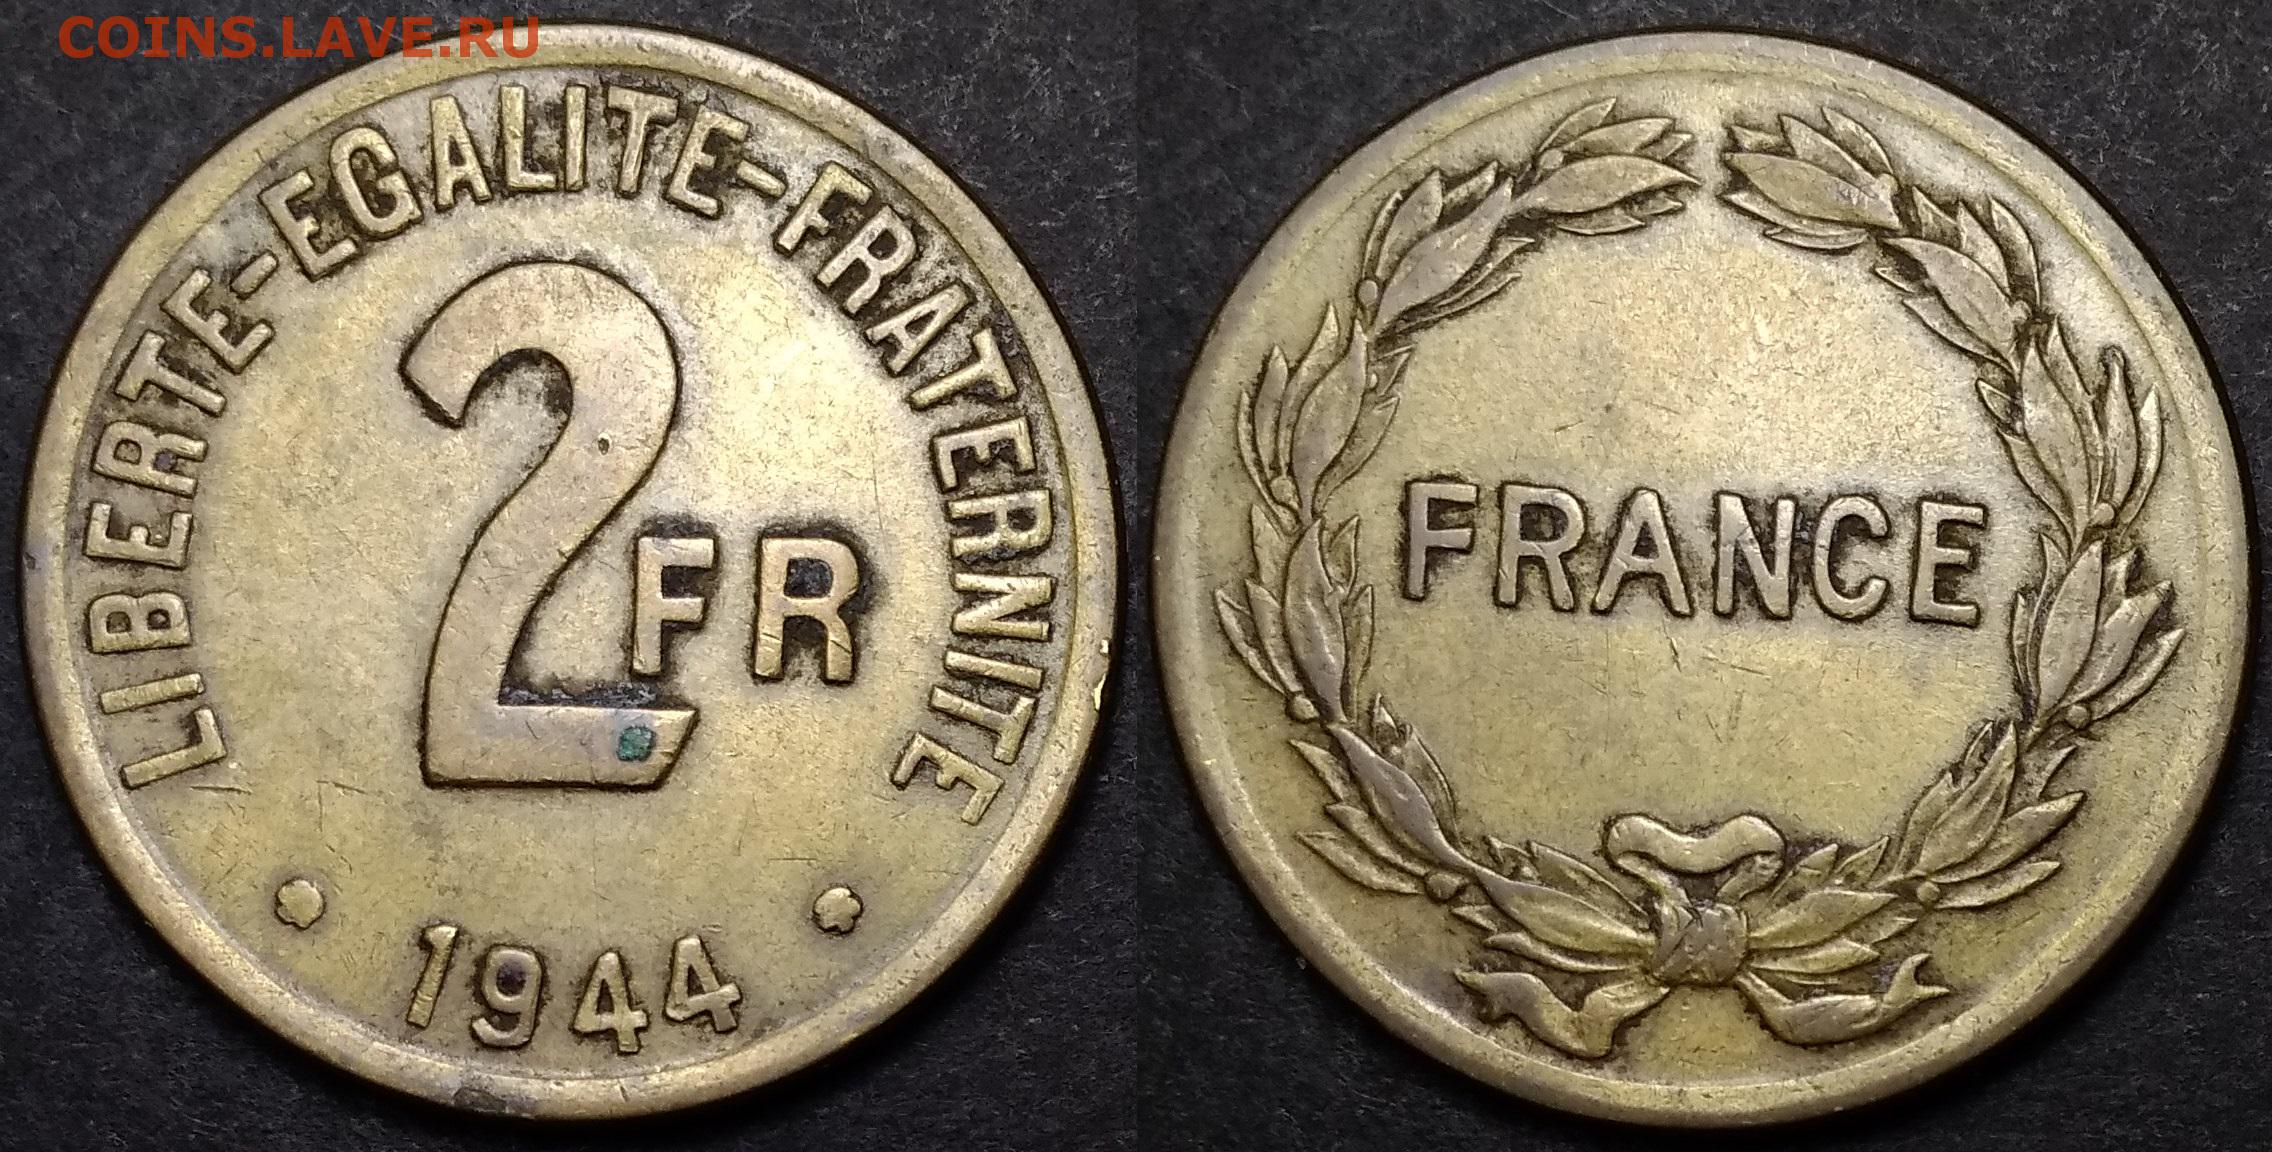 COINS.LAVE.RU
LIBERTE-EGALITE-FRATERNITE
2 FR
1944
FRANCE